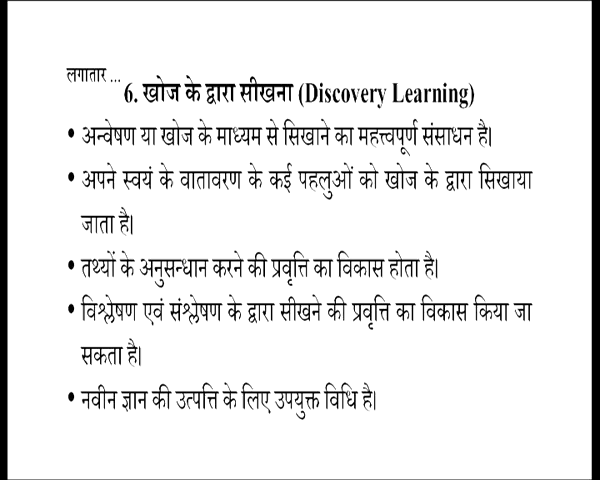 लगातार ...
6. खोज के द्वारा सीखना (Discovery Learning)
• अन्वेषण या खोज के माध्यम से सिखाने का महत्त्वपूर्ण संसाधन है।
• अपने स्वयं के वातावरण के कई पहलुओं को खोज के द्वारा सिखाया
जाता है।
• तथ्यों के अनुसन्धान करने की प्रवृत्ति का विकास होता है।
• विश्लेषण एवं संश्लेषण के द्वारा सीखने की प्रवृत्ति का विकास किया जा
सकता है।
• नवीन ज्ञान की उत्पत्ति के लिए उपयुक्त विधि है।